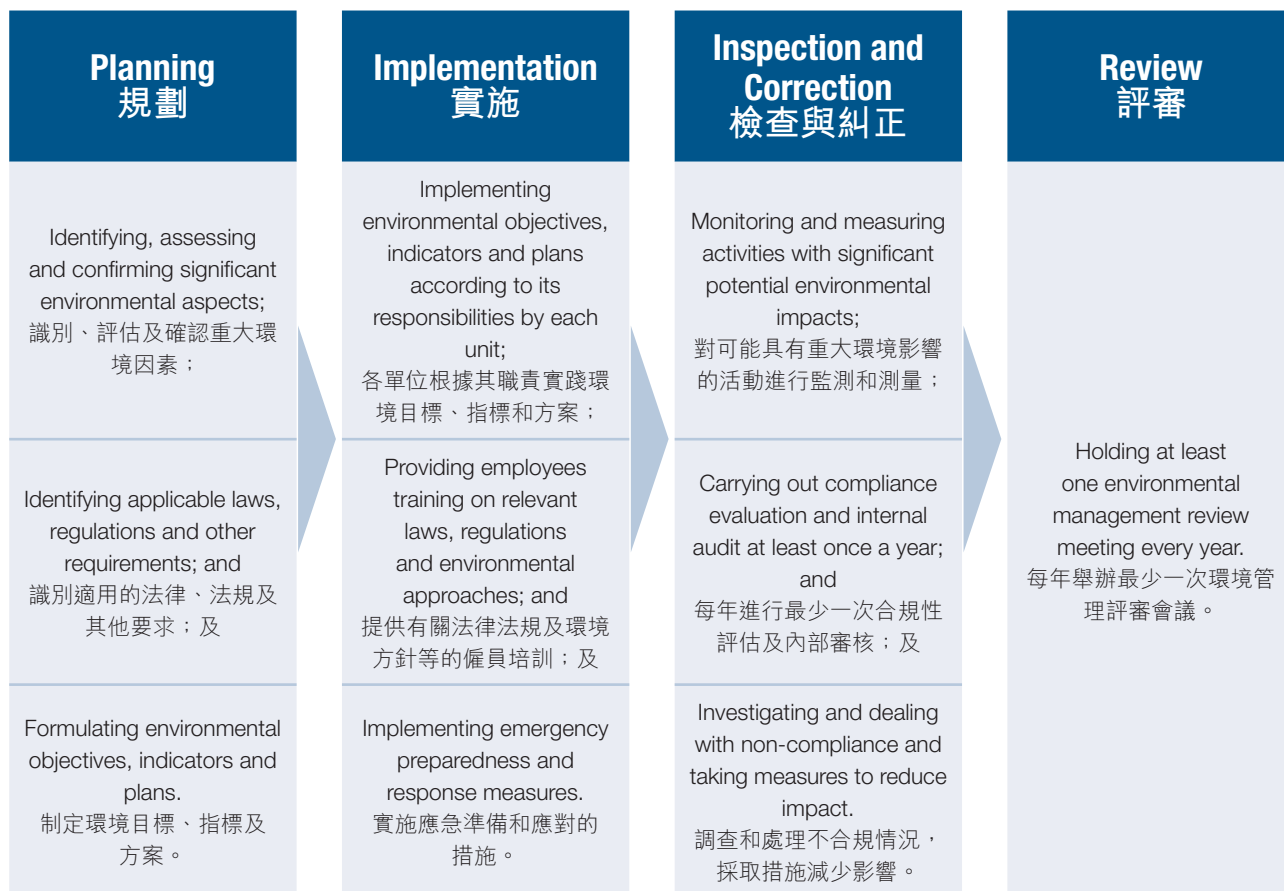 Planning
規劃
Identifying, assessing
and confirming significant
environmental aspects;
識別、評估及確認重大環
境因素；
Identifying applicable laws,
regulations and other
requirements; and
識別適用的法律、法規及
其他要求；及
Formulating environmental
objectives, indicators and
plans.
制定環境目標、指標及
方案。
Implementation
實施
Implementing
environmental objectives,
indicators and plans
according to its
responsibilities by each
unit;
各單位根據其職責實踐環
境目標、指標和方案；
Providing employees
training on relevant
laws, regulations
and environmental
approaches; and
提供有關法律法規及環境
方針等的僱員培訓；及
Implementing emergency
preparedness and
response measures.
實施應急準備和應對的
措施。
Inspection and
Correction
檢查與糾正
Monitoring and measuring
activities with significant
potential environmental
impacts;
對可能具有重大環境影響
的活動進行監測和測量；
Carrying out compliance
evaluation and internal
audit at least once a year;
and
每年進行最少一次合規性
評估及內部審核；及
Investigating and dealing
with non-compliance and
taking measures to reduce
impact.
調查和處理不合規情況，
採取措施減少影響。
Review
評審
Holding at least
one environmental
management review
meeting every year.
每年舉辦最少一次環境管
理評審會議。